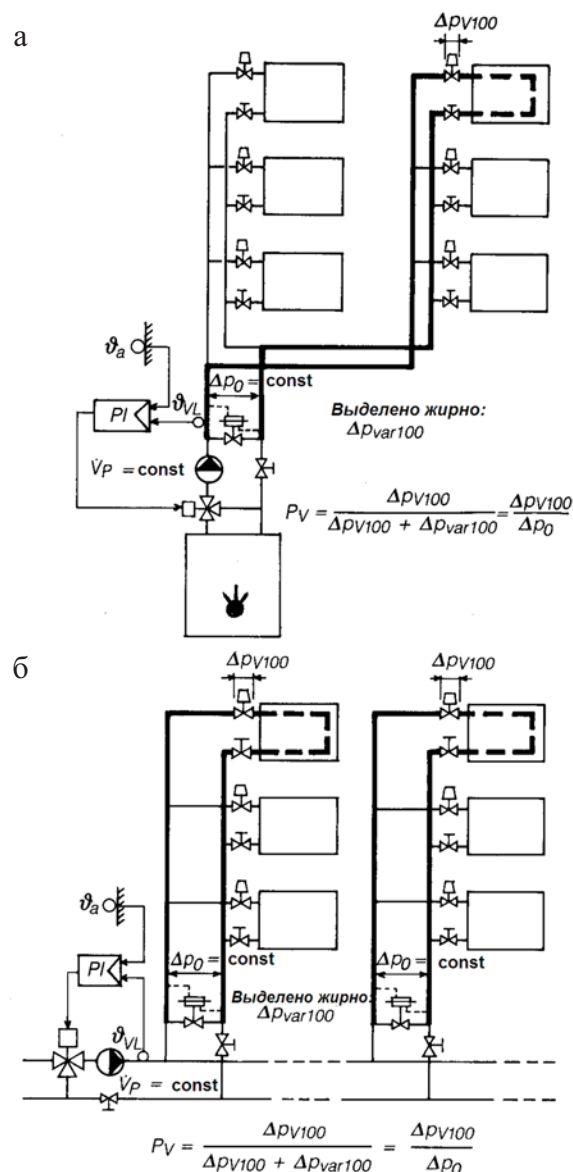 а
Δp_V100
ϑ_a
PI
ϑ_VL
Δp_0 = const
Выделено жирно:
Δp_var100
V̇_P = const
P_V = Δp_V100 / (Δp_V100 + Δp_var100) = Δp_V100 / Δp_0
б
Δp_V100 Δp_V100
ϑ_a
Δp_0 = const Δp_0 = const
PI
Выделено жирно:
Δp_var100
ϑ_VL
V̇_P = const
P_V = Δp_V100 / (Δp_V100 + Δp_var100) = Δp_V100 / Δp_0